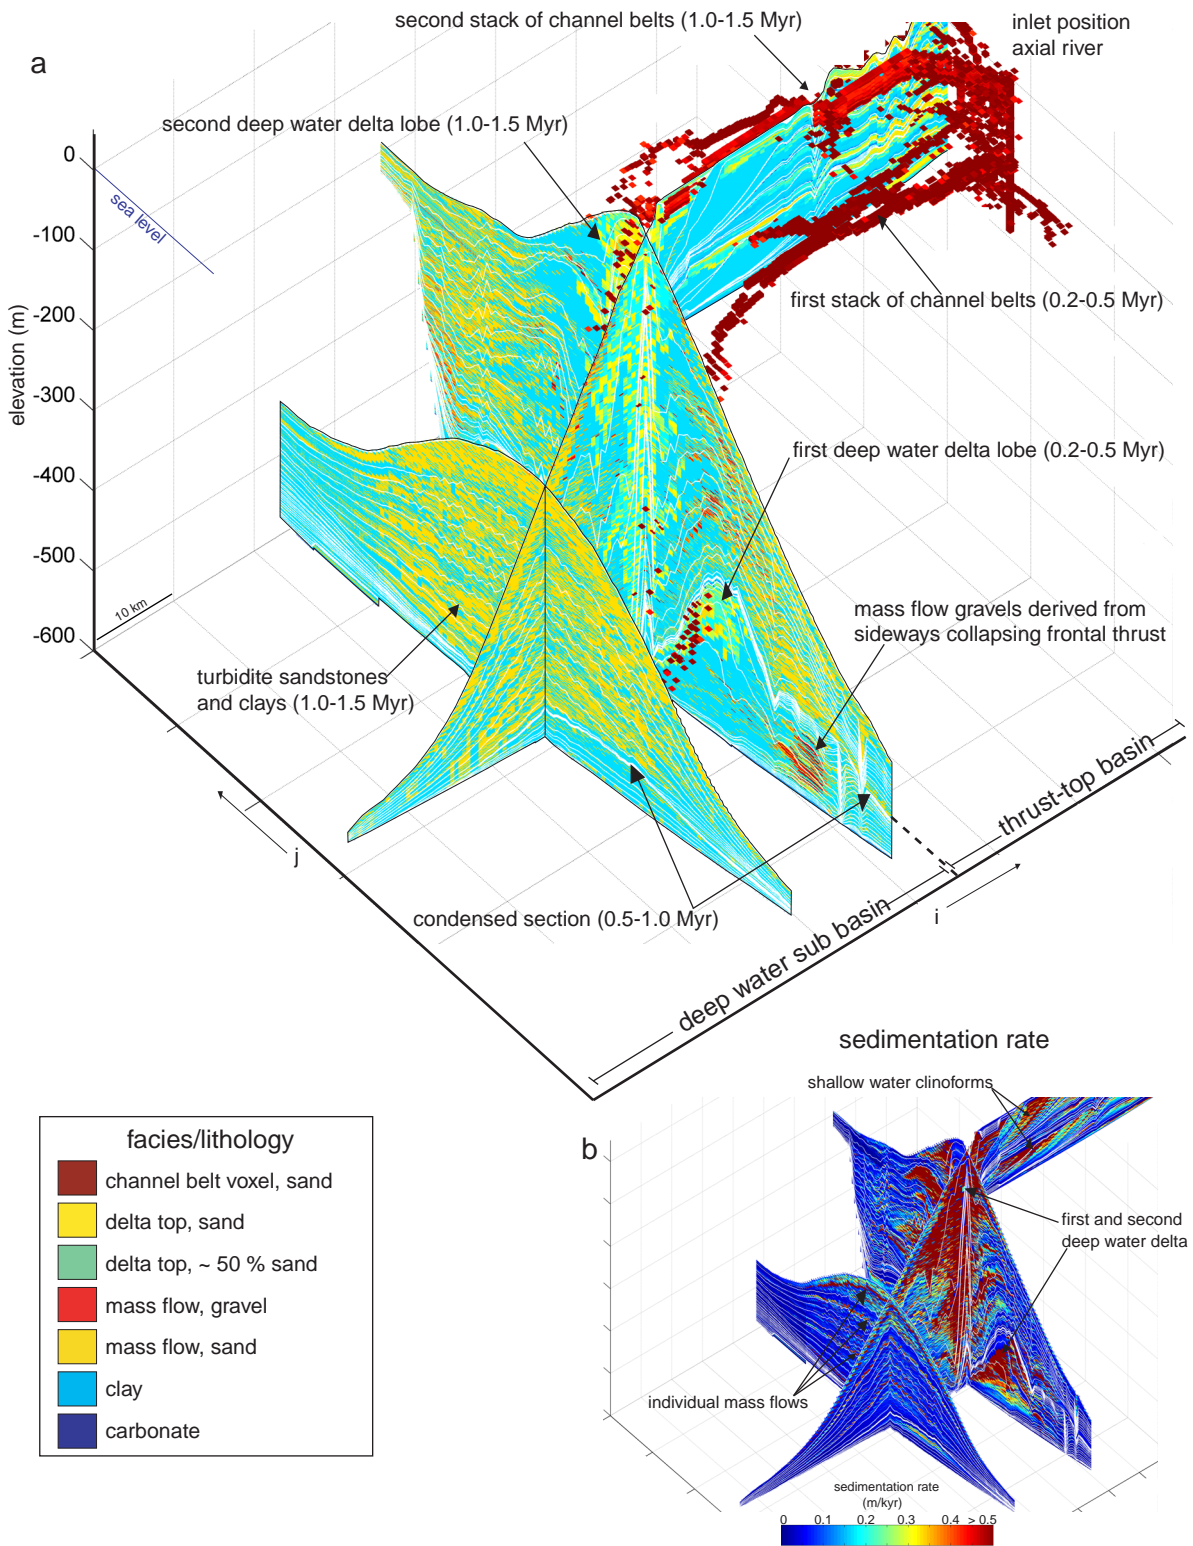 second stack of channel belts (1.0-1.5 Myr)
inlet position
axial river
a
second deep water delta lobe (1.0-1.5 Myr)
0
sea level
-100
-200
-300
-400
-500
-600
elevation (m)
first stack of channel belts (0.2-0.5 Myr)
first deep water delta lobe (0.2-0.5 Myr)
10 km
mass flow gravels derived from
sideways collapsing frontal thrust
turbidite sandstones
and clays (1.0-1.5 Myr)
j
condensed section (0.5-1.0 Myr)
thrust-top basin
i
deep water sub basin
sedimentation rate
shallow water clinoforms
b
first and second
deep water delta
individual mass flows
sedimentation rate
(m/kyr)
0 0.1 0.2 0.3 0.4 > 0.5
facies/lithology
channel belt voxel, sand
delta top, sand
delta top, ~ 50 % sand
mass flow, gravel
mass flow, sand
clay
carbonate